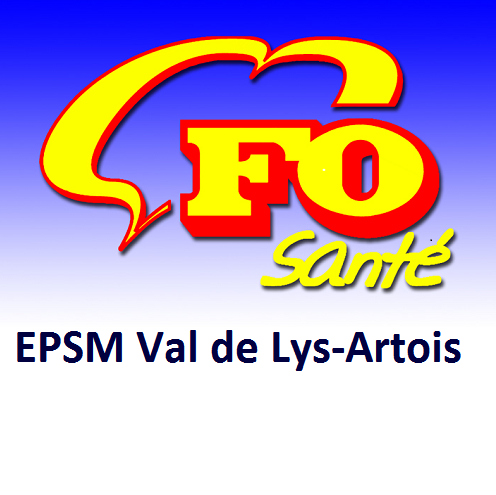 FO
Santé
EPSM Val de Lys-Artois